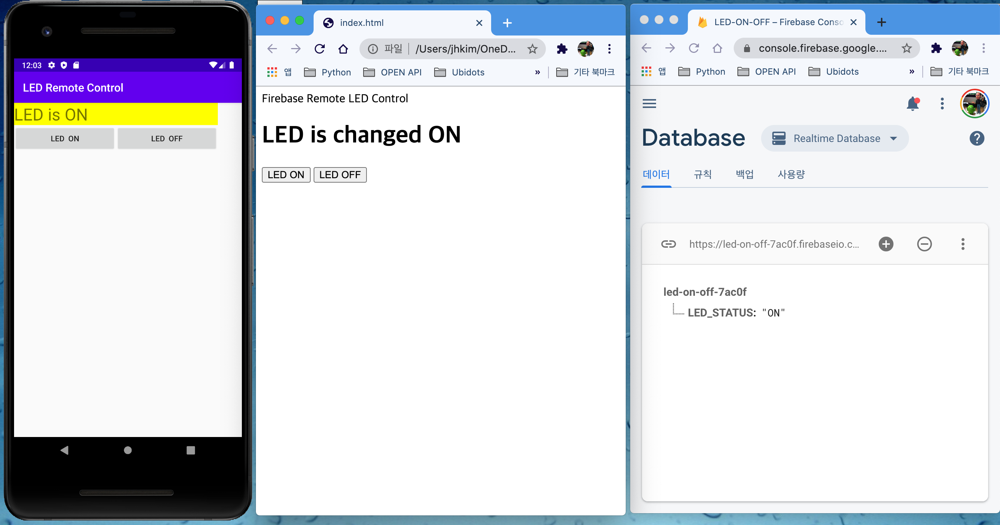 12:03
LED Remote Control
LED is ON
LED ON LED OFF
index.html
파일 /Users/jhkim/OneD...
앱 Python OPEN API Ubidots » 기타 북마크
Firebase Remote LED Control
LED is changed ON
LED ON LED OFF
LED-ON-OFF – Firebase Conso
console.firebase.google....
앱 Python OPEN API Ubidots » 기타 북마크
Database Realtime Database
데이터 규칙 백업 사용량
https://led-on-off-7ac0f.firebaseio.c...
led-on-off-7ac0f
LED_STATUS: "ON"